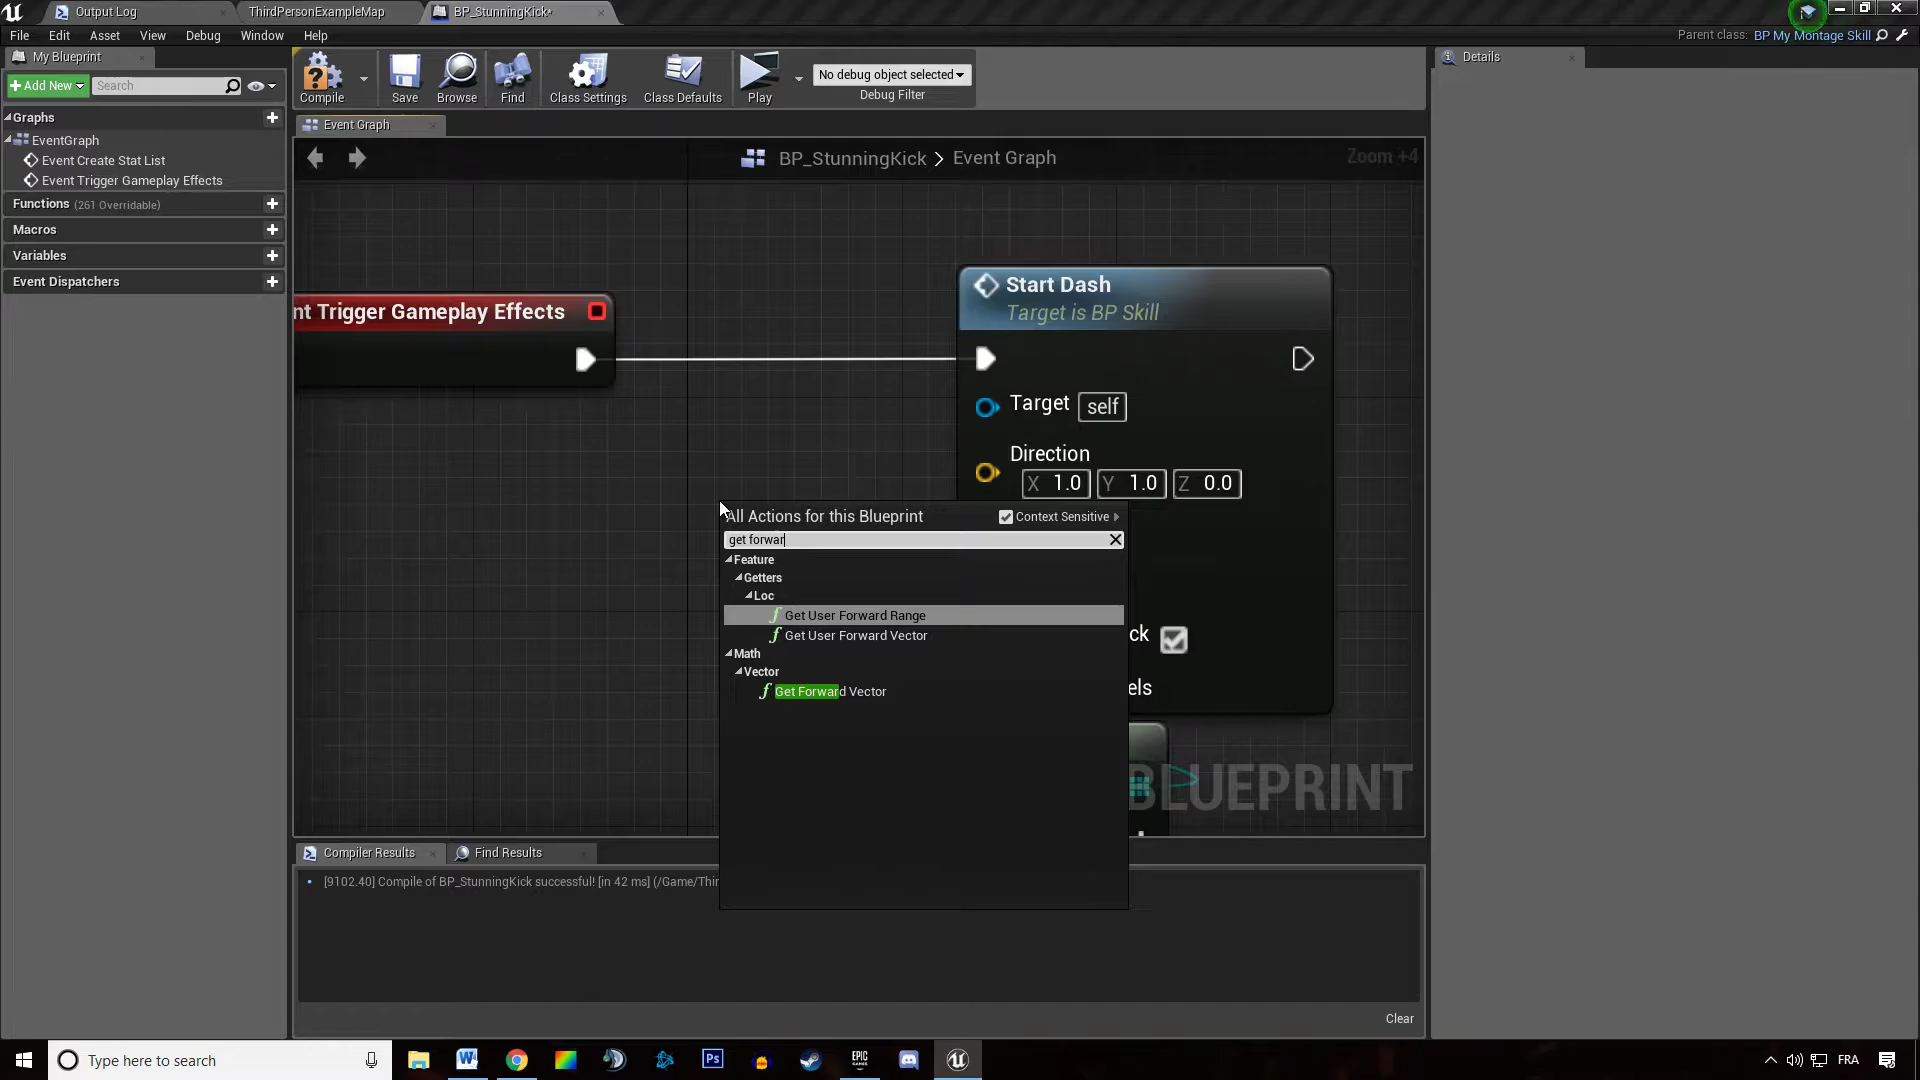 Output Log
ThirdPersonExampleMap
BP_StunningKick*
File Edit Asset View Debug Window Help
Parent class: BP My Montage Skill
My Blueprint
Details
Add New
Search
Compile
Save
Browse
Find
Class Settings
Class Defaults
Play
No debug object selected
Debug Filter
Graphs
EventGraph
Event Create Stat List
Event Trigger Gameplay Effects
Functions (261 Overridable)
Macros
Variables
Event Dispatchers
Event Graph
BP_StunningKick > Event Graph
Zoom +4
nt Trigger Gameplay Effects
Start Dash
Target is BP Skill
Target self
Direction
X 1.0 Y 1.0 Z 0.0
All Actions for this Blueprint
Context Sensitive
get forwar
Feature
Getters
Loc
Get User Forward Range
Get User Forward Vector
Math
Vector
Get Forward Vector
ck
els
BLUEPRINT
Compiler Results
Find Results
[9102.40] Compile of BP_StunningKick successful! [in 42 ms] (/Game/Thir
Clear
Type here to search
Ps
EPIC
GAMES
FRA